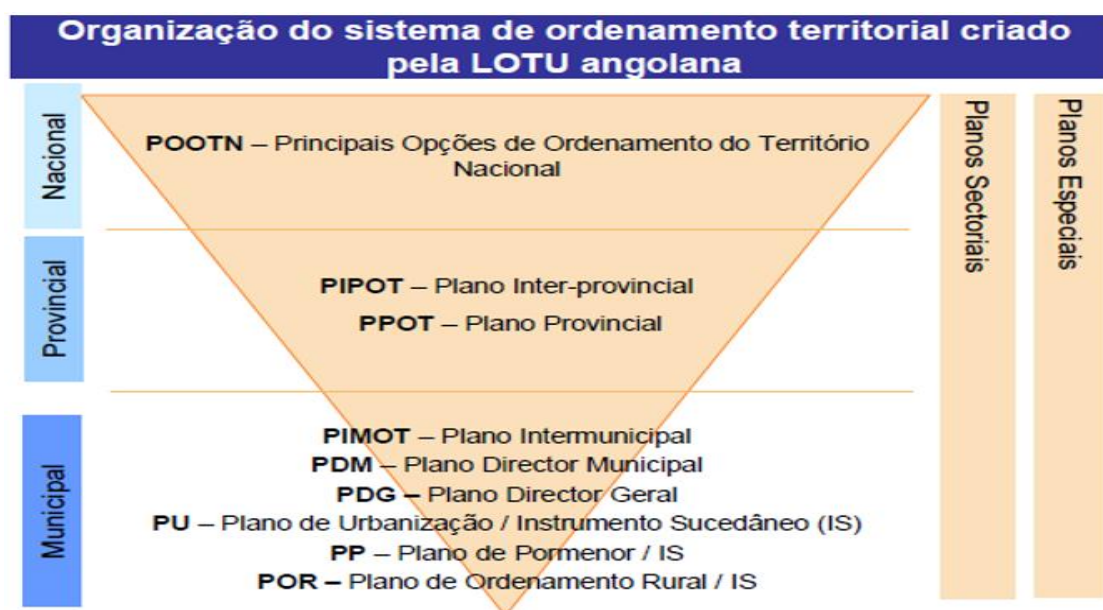 Organização do sistema de ordenamento territorial criado
pela LOTU angolana
Nacional
POOTN – Principais Opções de Ordenamento do Território
Nacional
Provincial
PIPOT – Plano Inter-provincial
PPOT – Plano Provincial
Municipal
PIMOT – Plano Intermunicipal
PDM – Plano Director Municipal
PDG – Plano Director Geral
PU – Plano de Urbanização / Instrumento Sucedâneo (IS)
PP – Plano de Pormenor / IS
POR – Plano de Ordenamento Rural / IS
Planos Sectoriais
Planos Especiais